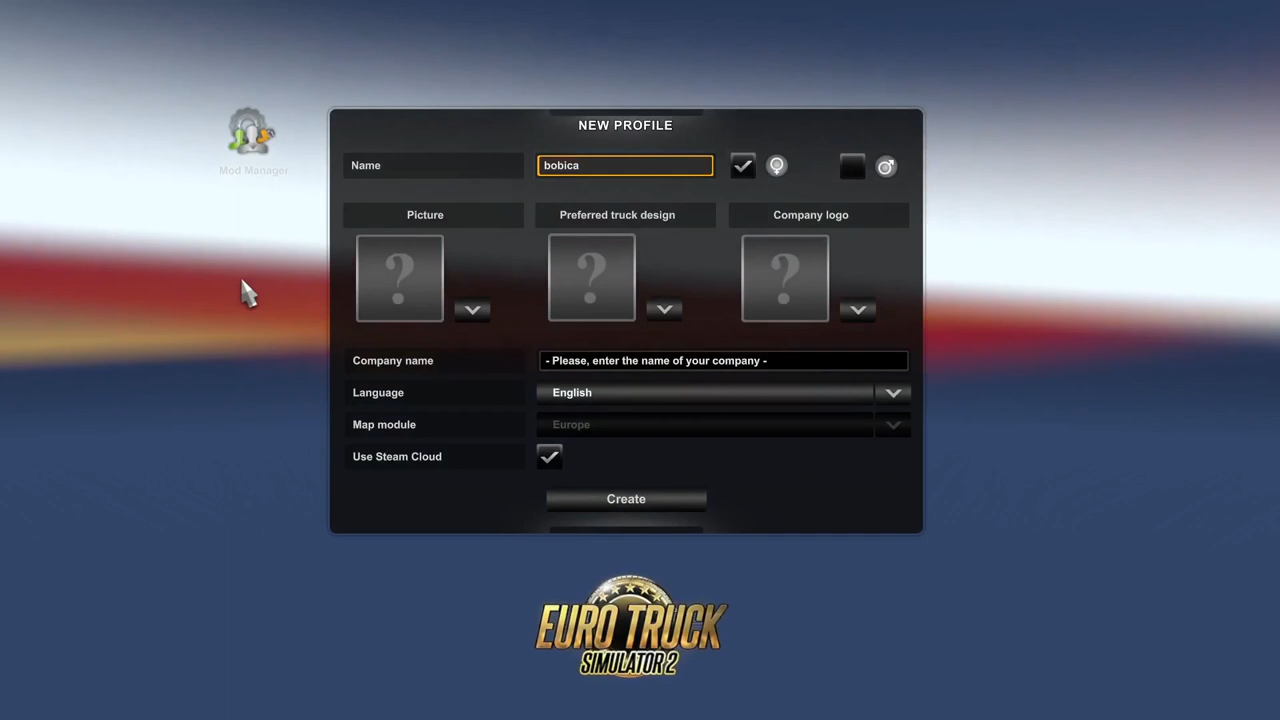 NEW PROFILE
Mod Manager
Name
bobica
Picture
Preferred truck design
Company logo
?
?
?
Company name
- Please, enter the name of your company -
Language
English
Map module
Europe
Use Steam Cloud
Create
EURO TRUCK
SIMULATOR 2